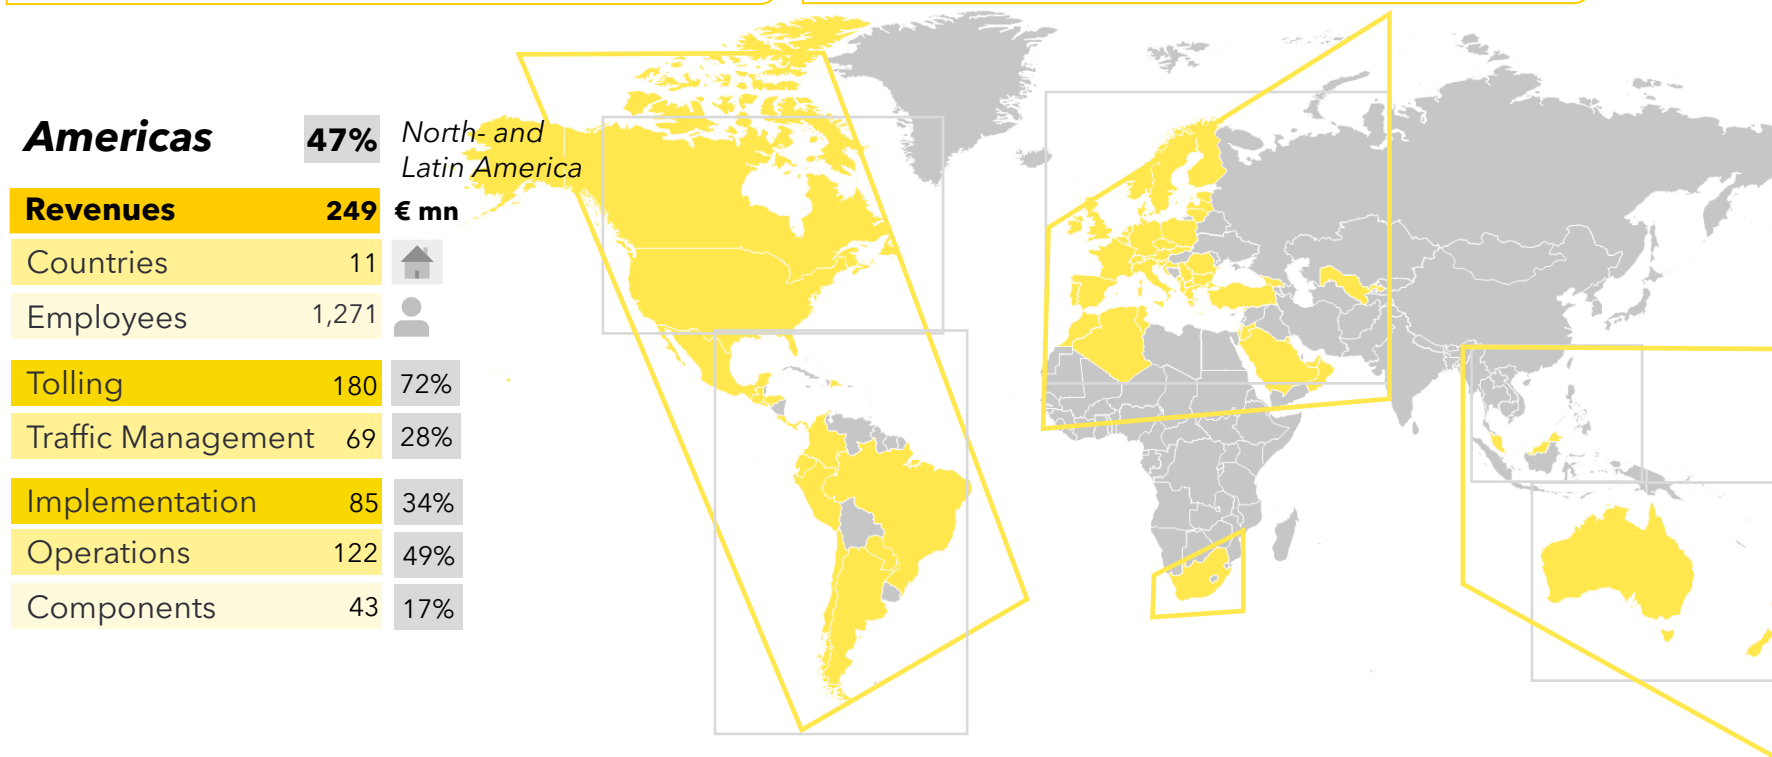 Americas 47% North- and
Latin America
Revenues 249 € mn
Countries 11
Employees 1,271
Tolling 180 72%
Traffic Management 69 28%
Implementation 85 34%
Operations 122 49%
Components 43 17%